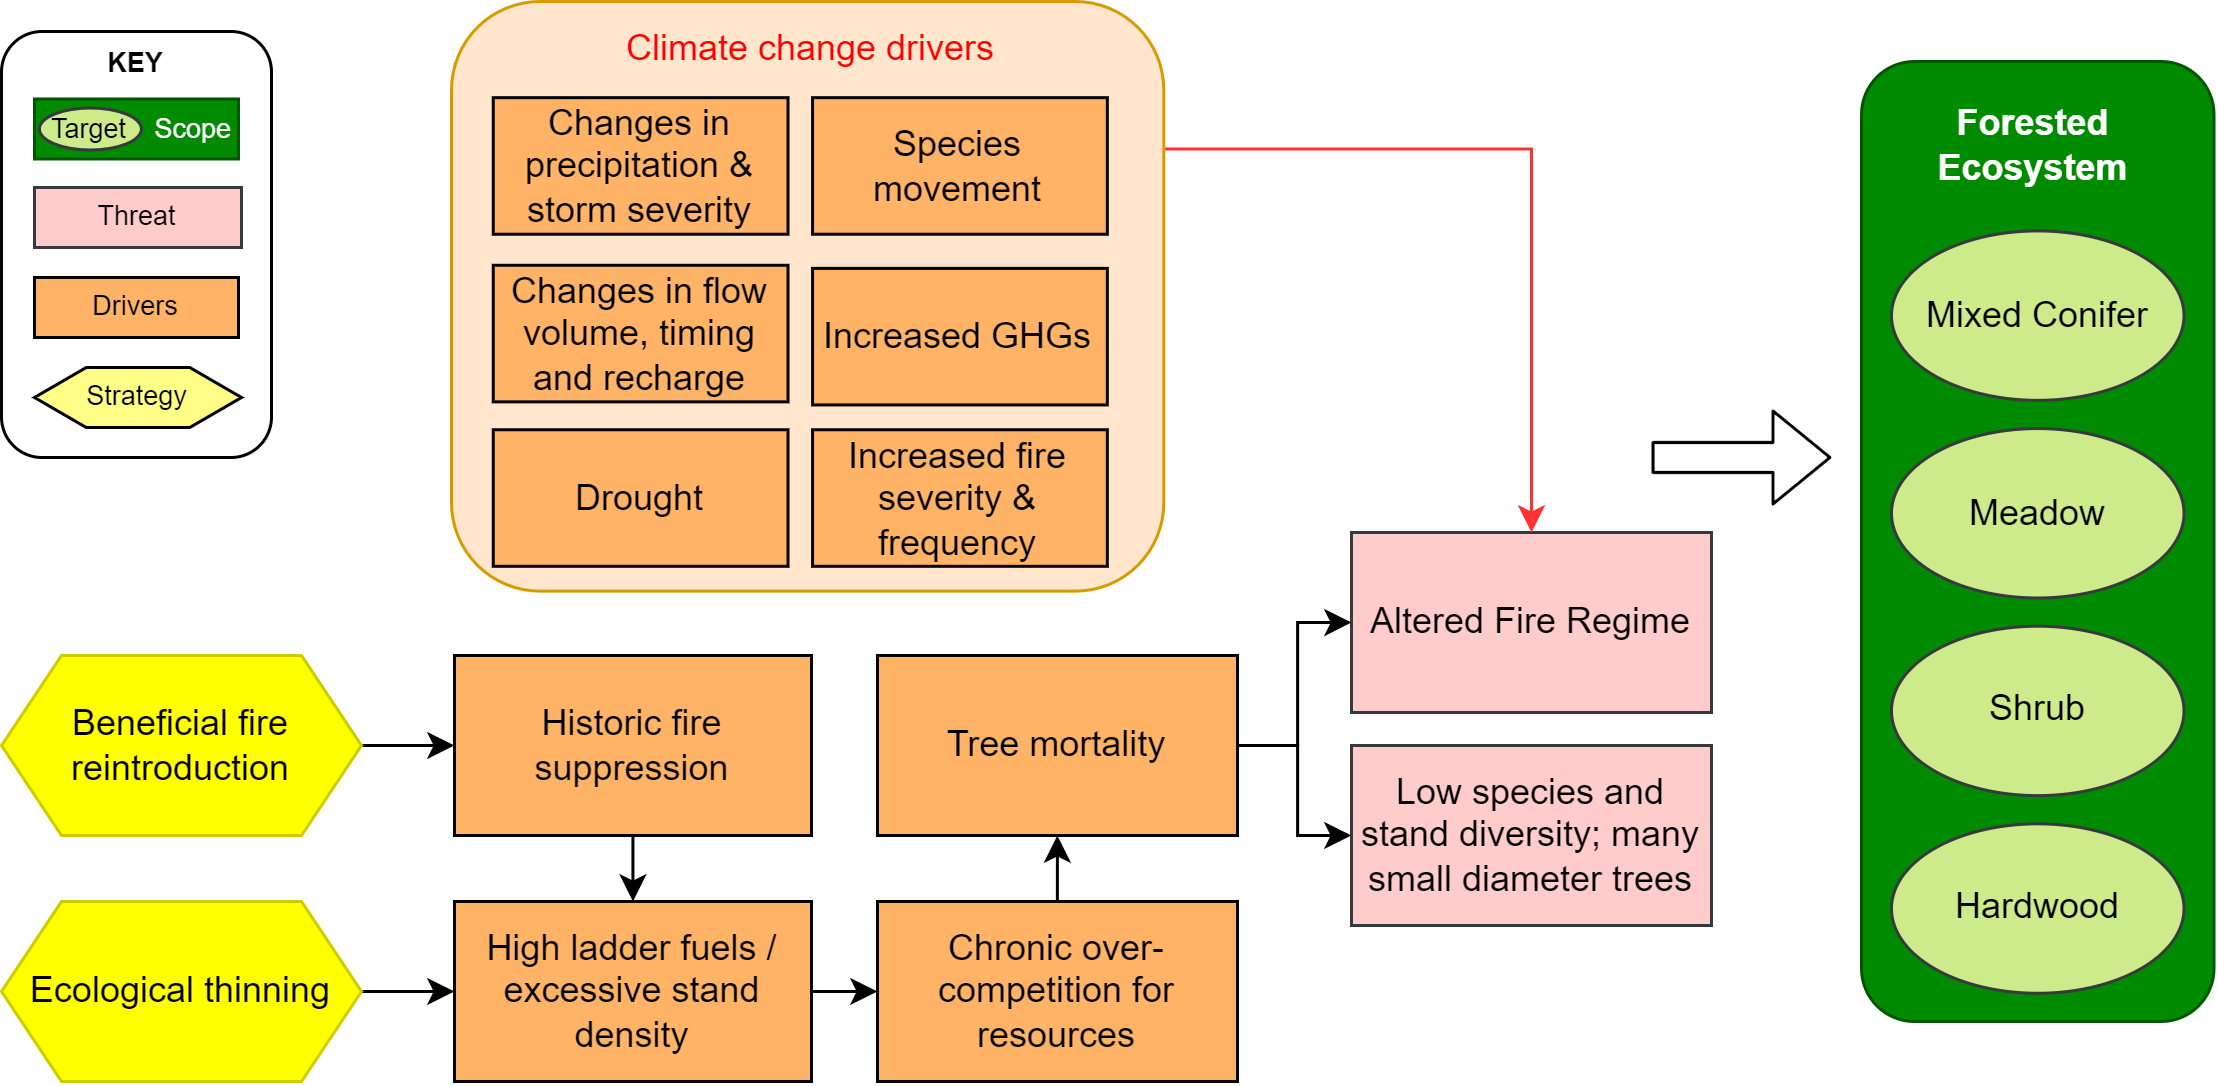 KEY
Target Scope
Threat
Drivers
Strategy
Climate change drivers
Changes in
precipitation &
storm severity
Species
movement
Changes in flow
volume, timing
and recharge
Increased GHGs
Drought
Increased fire
severity &
frequency
Forested
Ecosystem
Mixed Conifer
Meadow
Shrub
Hardwood
Beneficial fire
reintroduction
Historic fire
suppression
Tree mortality
Altered Fire Regime
Low species and
stand diversity; many
small diameter trees
Ecological thinning
High ladder fuels /
excessive stand
density
Chronic over-
competition for
resources